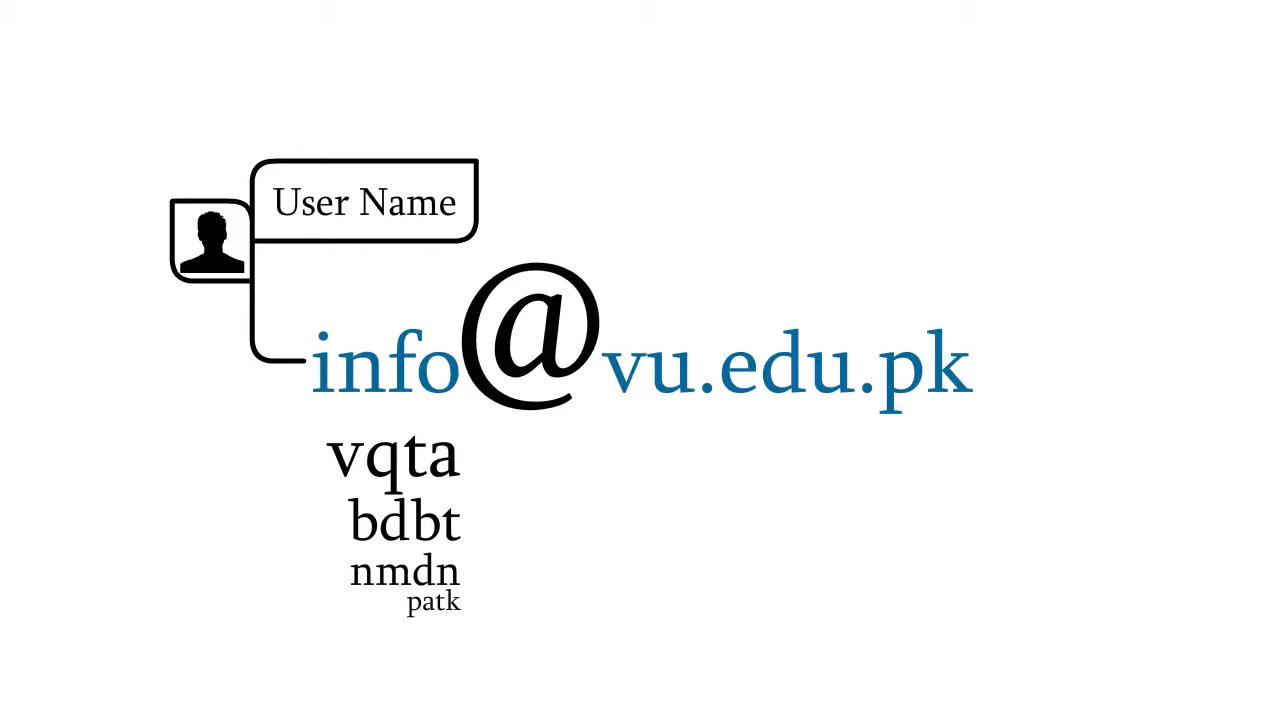 User Name
info@vu.edu.pk
vqta
bdbt
nmdn
patk